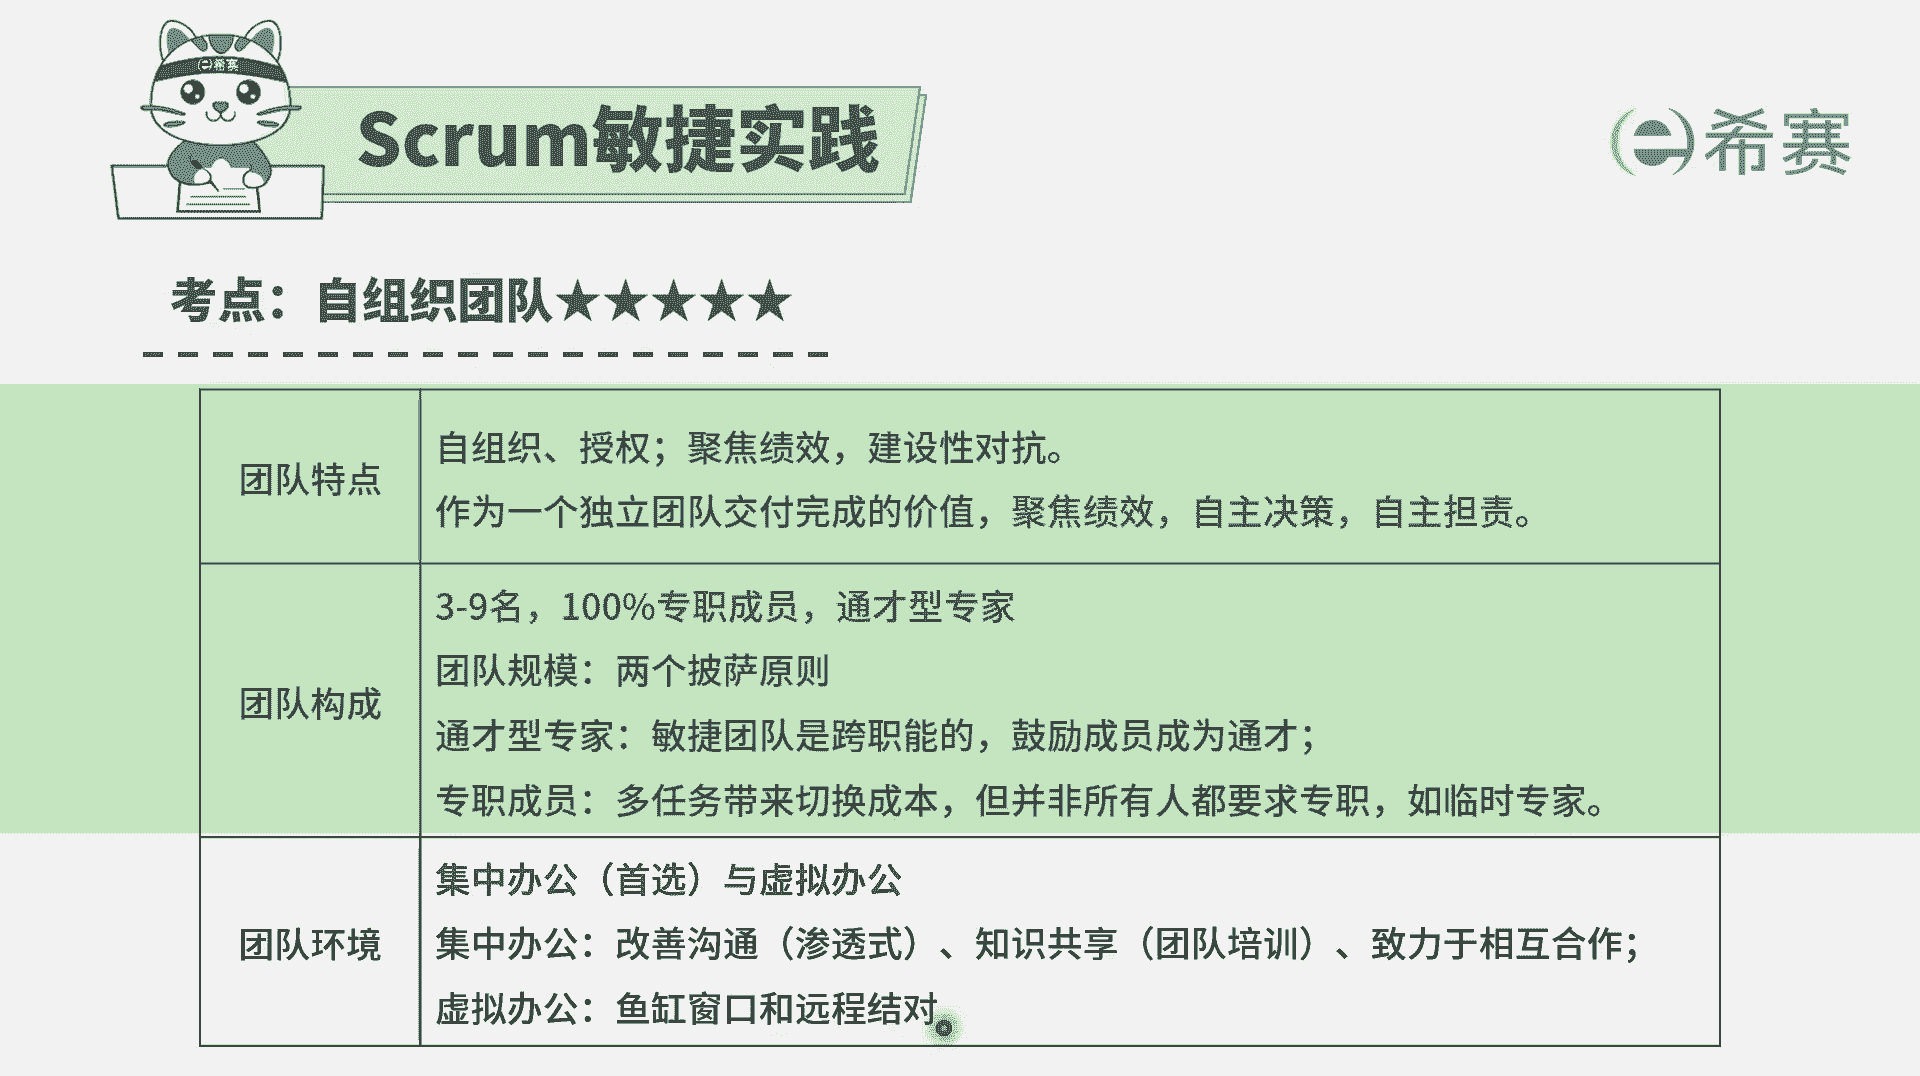 希赛
Scrum敏捷实践
希赛
考点：自组织团队★★★★★
团队特点
自组织、授权；聚焦绩效，建设性对抗。
作为一个独立团队交付完成的价值，聚焦绩效，自主决策，自主担责。
团队构成
3-9名，100%专职成员，通才型专家
团队规模：两个披萨原则
通才型专家：敏捷团队是跨职能的，鼓励成员成为通才；
专职成员：多任务带来切换成本，但并非所有人都要求专职，如临时专家。
团队环境
集中办公（首选）与虚拟办公
集中办公：改善沟通（渗透式）、知识共享（团队培训）、致力于相互合作；
虚拟办公：鱼缸窗口和远程结对